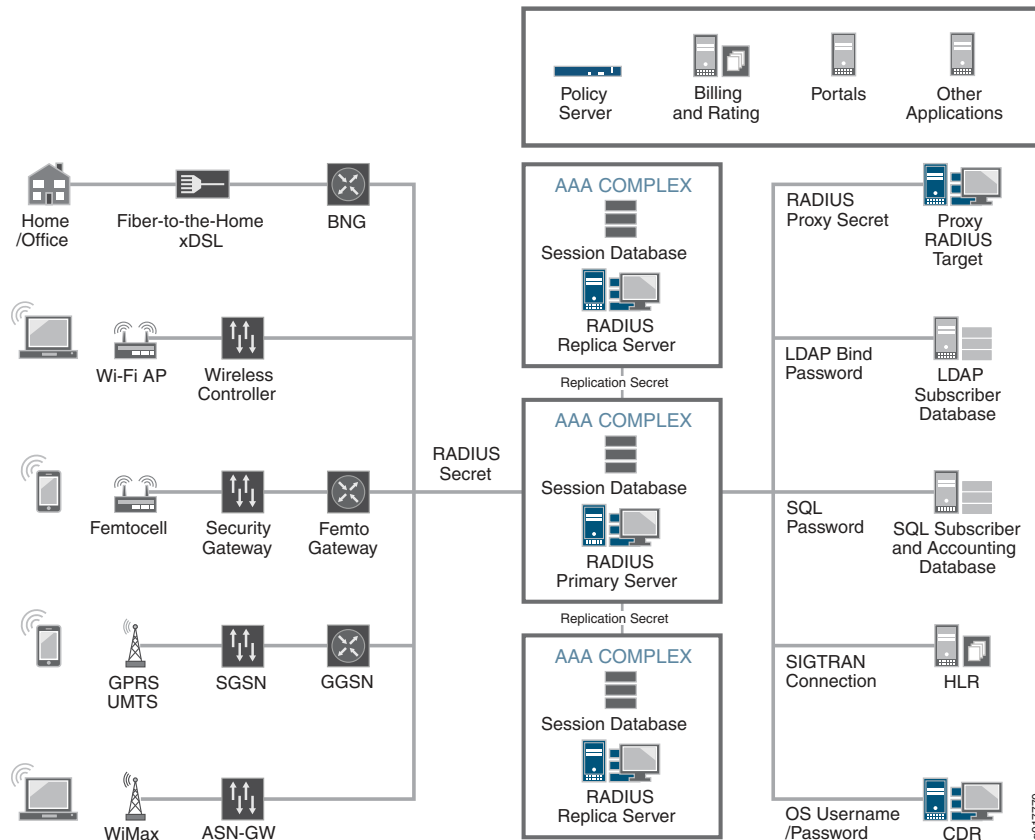 Policy
Server
Billing
and Rating
Portals
Other
Applications
Home
/Office
Fiber-to-the-Home
xDSL
BNG
AAA COMPLEX
Session Database
RADIUS
Replica Server
RADIUS
Proxy Secret
Proxy
RADIUS
Target
Wi-Fi AP
Wireless
Controller
LDAP Bind
Password
LDAP
Subscriber
Database
Replication Secret
AAA COMPLEX
Session Database
RADIUS
Primary Server
RADIUS
Secret
Femtocell
Security
Gateway
Femto
Gateway
SQL
Password
SQL Subscriber
and Accounting
Database
Replication Secret
AAA COMPLEX
Session Database
RADIUS
Replica Server
GPRS
UMTS
SGSN
GGSN
SIGTRAN
Connection
HLR
WiMax
ASN-GW
OS Username
/Password
CDR